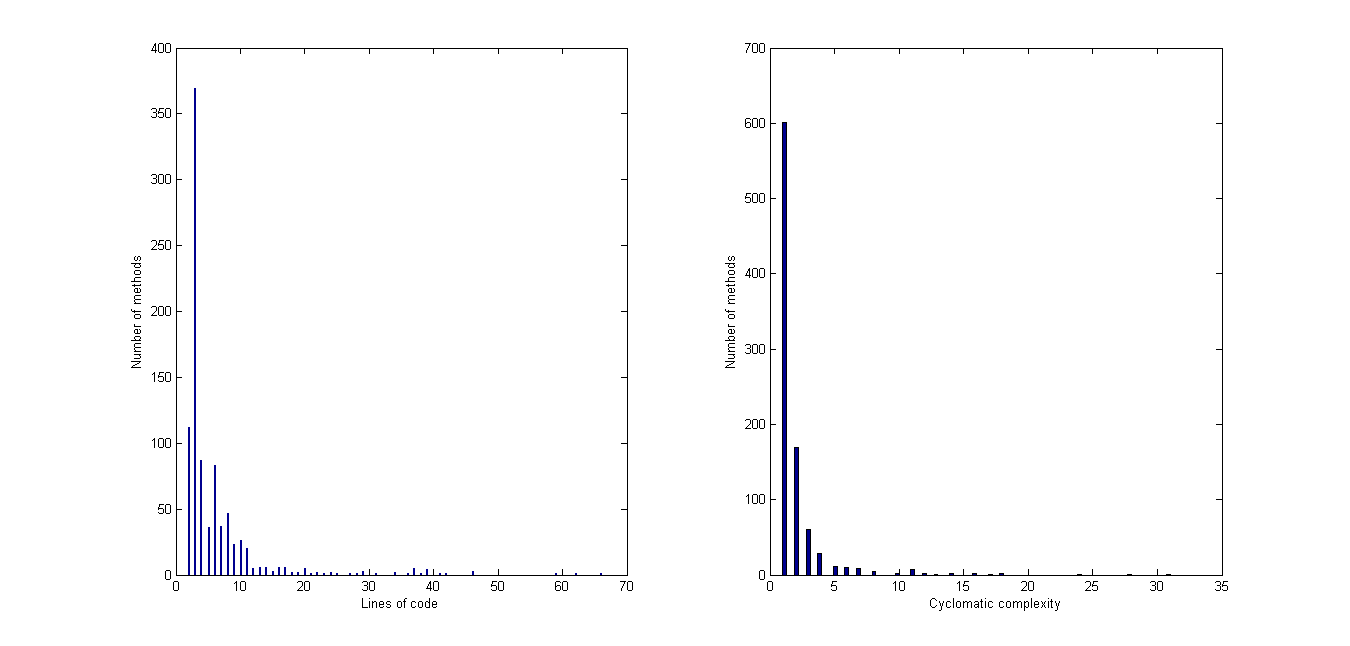 400
350
300
250
200
150
100
50
0
Number of methods
0 10 20 30 40 50 60 70
Lines of code
700
600
500
400
300
200
100
0
Number of methods
0 5 10 15 20 25 30 35
Cyclomatic complexity